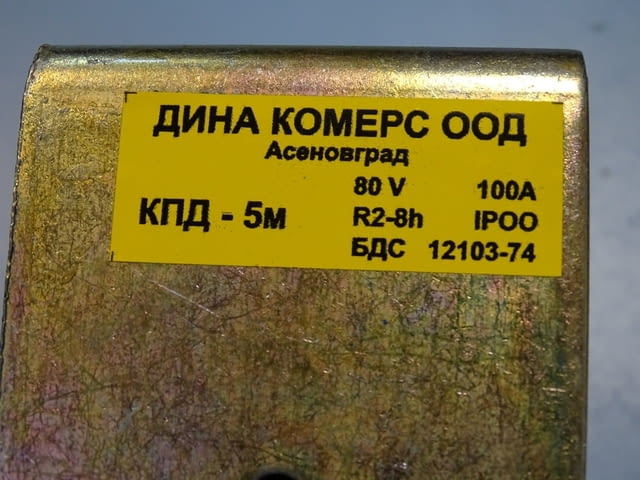 ДИНА КОМЕРС ООД
Асеновград
80 V 100A
КПД - 5м R2-8h IPOO
БДС 12103-74